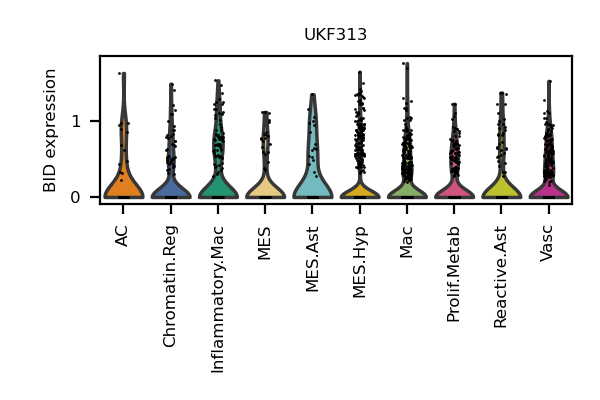 UKF313
BID expression
1
0
AC
Chromatin.Reg
Inflammatory.Mac
MES
MES.Ast
MES.Hyp
Mac
Prolif.Metab
Reactive.Ast
Vasc